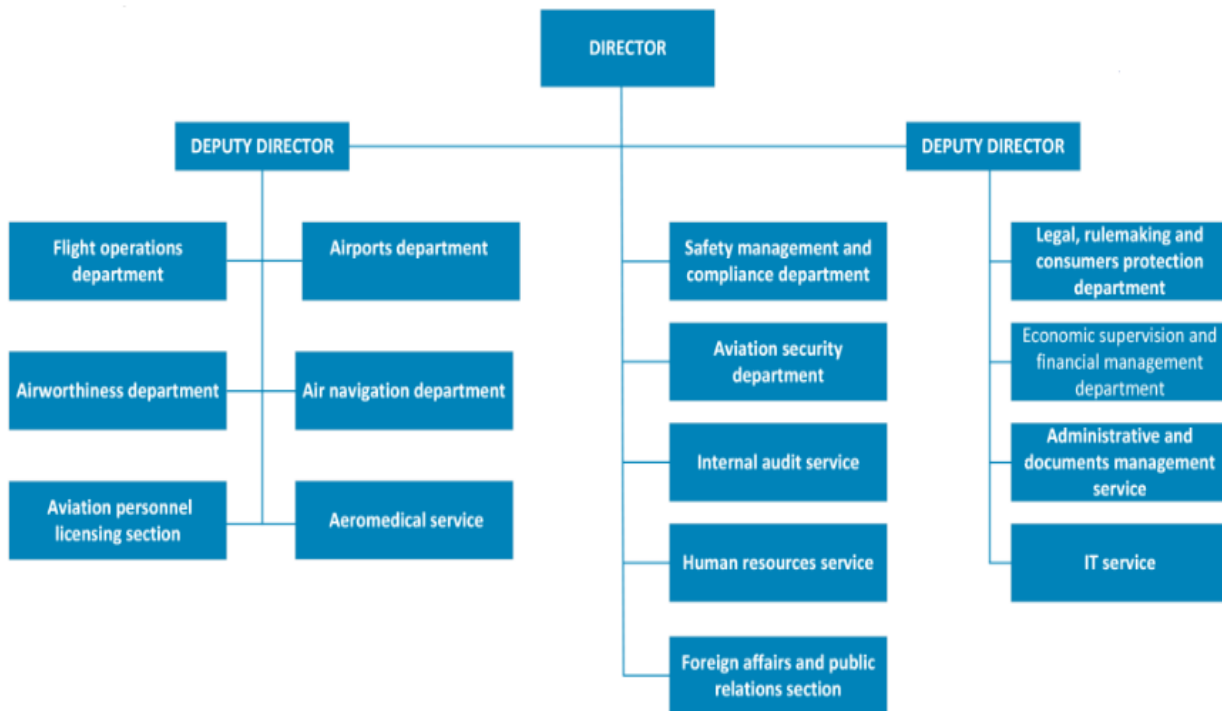 DIRECTOR
DEPUTY DIRECTOR
DEPUTY DIRECTOR
Flight operations
department
Airports department
Airworthiness department
Air navigation department
Aviation personnel
licensing section
Aeromedical service
Safety management and
compliance department
Aviation security
department
Internal audit service
Human resources service
Foreign affairs and public
relations section
Legal, rulemaking and
consumers protection
department
Economic supervision and
financial management
department
Administrative and
documents management
service
IT service